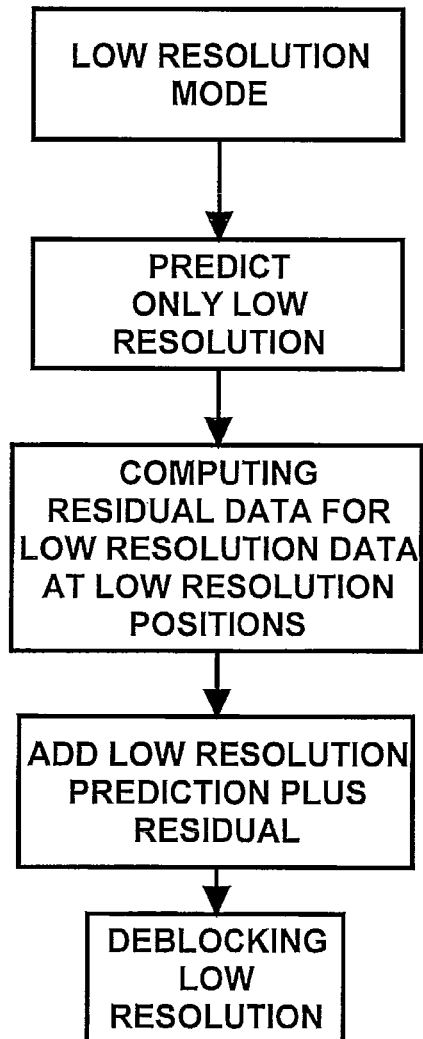 LOW RESOLUTION
MODE
PREDICT
ONLY LOW
RESOLUTION
COMPUTING
RESIDUAL DATA FOR
LOW RESOLUTION DATA
AT LOW RESOLUTION
POSITIONS
ADD LOW RESOLUTION
PREDICTION PLUS
RESIDUAL
DEBLOCKING
LOW
RESOLUTION